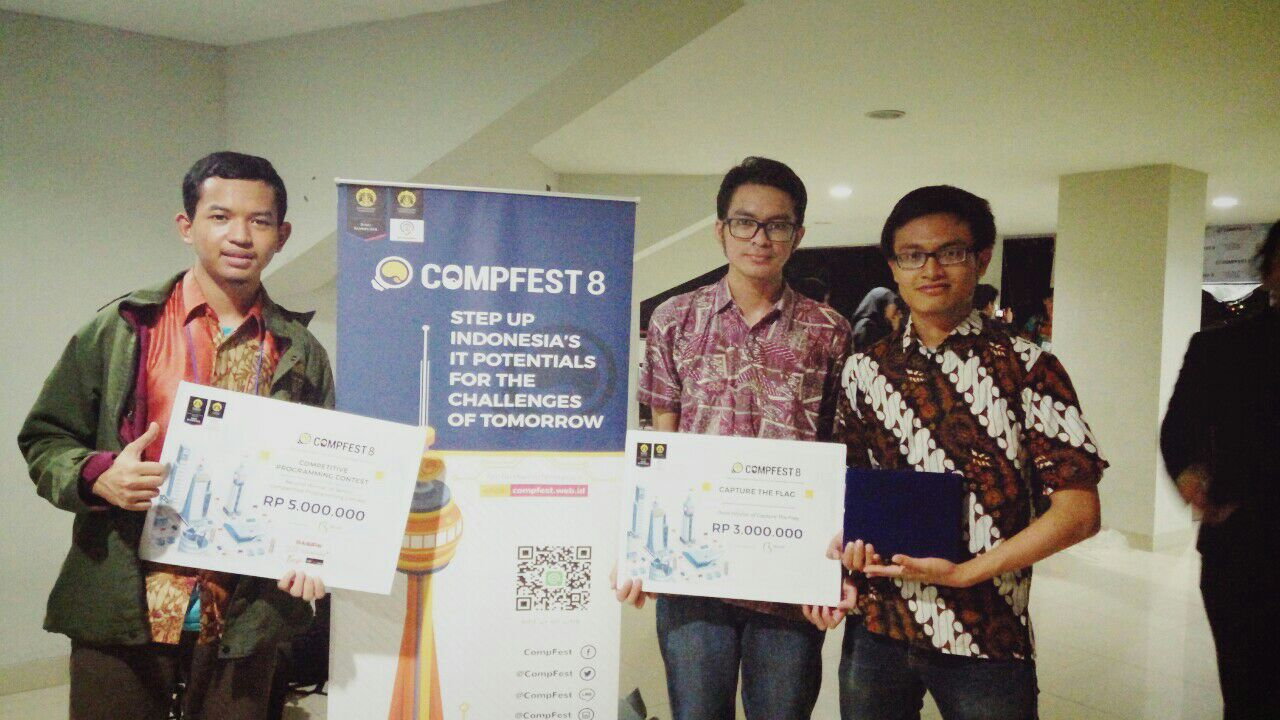 COMPFEST 8
STEP UP
INDONESIA'S
IT POTENTIALS
FOR THE
CHALLENGES
OF TOMORROW
compfest.web.id
CompFest
@CompFest
@CompFest
@CompFest
COMPFEST 8
COMPETITIVE
PROGRAMMING CONTEST
RP 5.000.000
COMPFEST 8
CAPTURE THE FLAG
RP 3.000.000